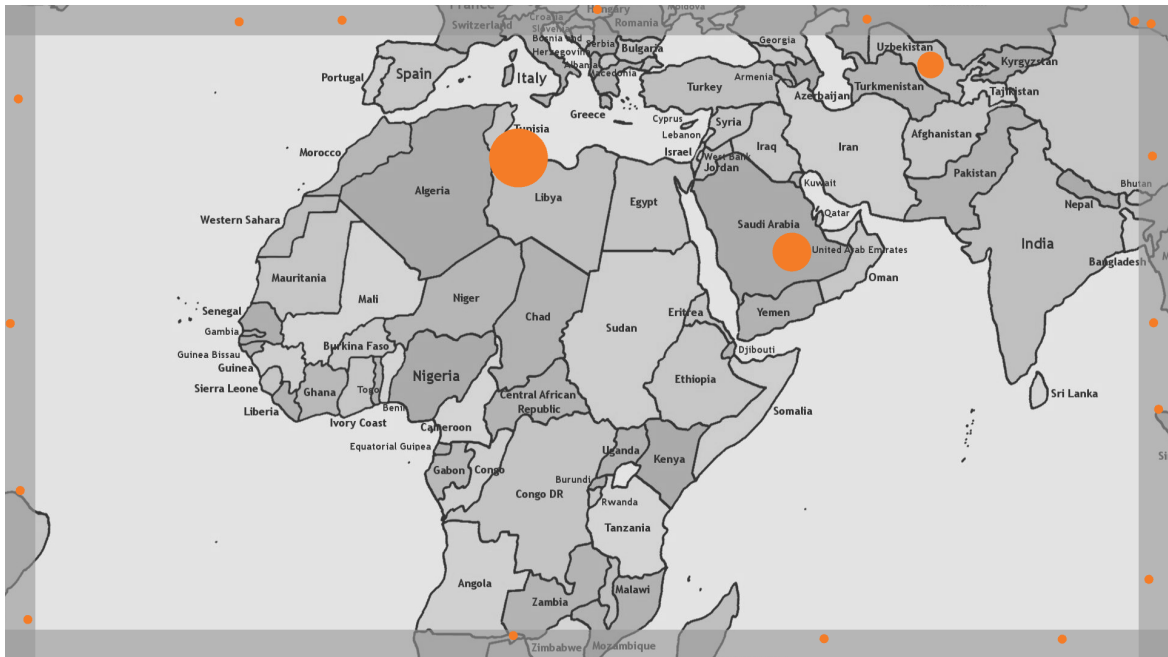 France
Hungary
Moldova
Switzerland
Croatia
Slovenia
Romania
Bosnia and
Herzegovina
Serbia
Bulgaria
Georgia
Uzbekistan
Kyrgyzstan
Albania
Macedonia
Portugal
Spain
Italy
Armenia
Azerbaijan
Turkmenistan
Tajikistan
Turkey
Greece
Cyprus
Syria
Lebanon
Israel
West Bank
Jordan
Iraq
Iran
Afghanistan
Pakistan
Tunisia
Morocco
Algeria
Libya
Egypt
Kuwait
Qatar
Saudi Arabia
United Arab Emirates
Oman
Nepal
Bhutan
India
Bangladesh
M
Western Sahara
Mauritania
Mali
Niger
Chad
Sudan
Eritrea
Yemen
Senegal
Gambia
Guinea Bissau
Guinea
Burkina Faso
Djibouti
Sierra Leone
Liberia
Ghana
Togo
Benin
Ivory Coast
Nigeria
Central African
Republic
Ethiopia
Somalia
Sri Lanka
Cameroon
Equatorial Guinea
Gabon
Congo
Congo DR
Uganda
Kenya
Si
Burundi
Rwanda
Tanzania
Angola
Zambia
Malawi
Zimbabwe
Mozambique